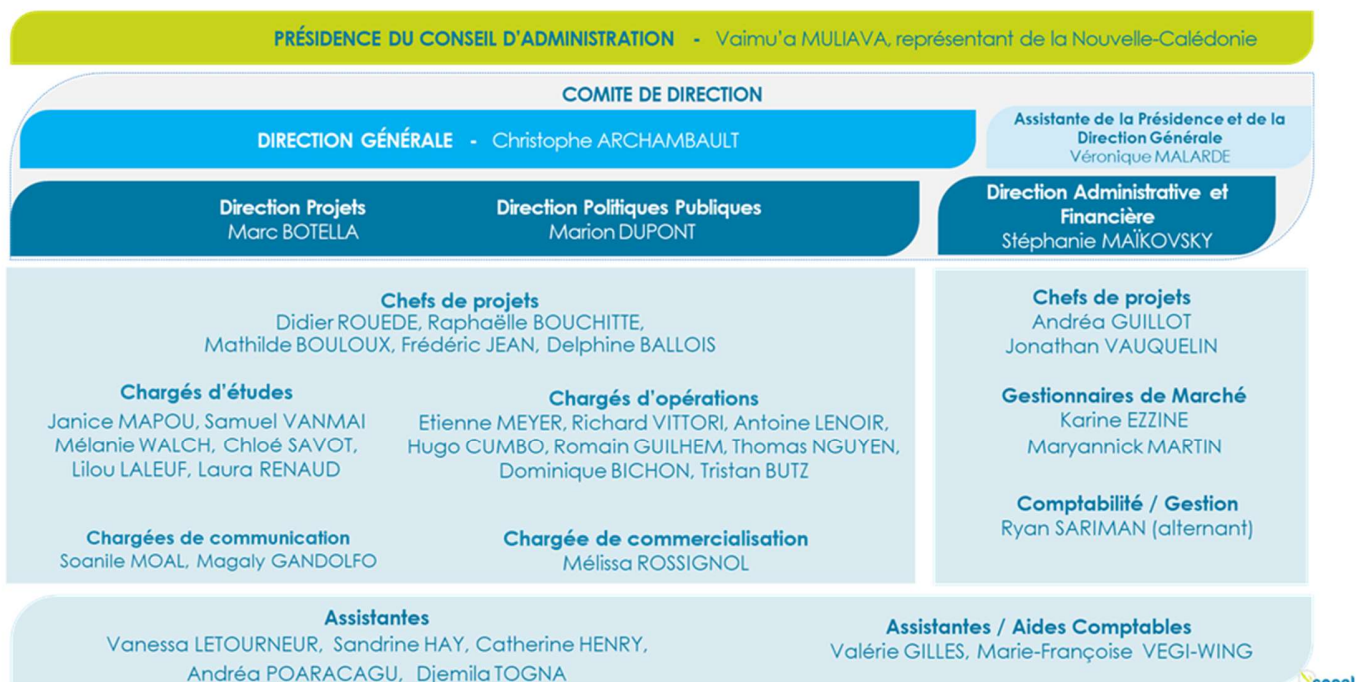 PRÉSIDENCE DU CONSEIL D'ADMINISTRATION - Vaimu'a MULIAVA, représentant de la Nouvelle-Calédonie
COMITE DE DIRECTION
DIRECTION GÉNÉRALE - Christophe ARCHAMBAULT
Assistante de la Présidence et de la
Direction Générale
Véronique MALARDE
Direction Projets
Marc BOTELLA
Direction Politiques Publiques
Marion DUPONT
Direction Administrative et
Financière
Stéphanie MAÏKOVSKY
Chefs de projets
Didier ROUEDE, Raphaëlle BOUCHITTE,
Mathilde BOULOUX, Frédéric JEAN, Delphine BALLOIS
Chargés d'études
Janice MAPOU, Samuel VANMAI
Mélanie WALCH, Chloé SAVOT,
Lilou LALEUF, Laura RENAUD
Chargés d'opérations
Etienne MEYER, Richard VITTORI, Antoine LENOIR,
Hugo CUMBO, Romain GUILHEM, Thomas NGUYEN,
Dominique BICHON, Tristan BUTZ
Chargées de communication
Soanile MOAL, Magaly GANDOLFO
Chargée de commercialisation
Mélissa ROSSIGNOL
Chefs de projets
Andréa GUILLOT
Jonathan VAUQUELIN
Gestionnaires de Marché
Karine EZZINE
Maryannick MARTIN
Comptabilité / Gestion
Ryan SARIMAN (alternant)
Assistantes
Vanessa LETOURNEUR, Sandrine HAY, Catherine HENRY,
Andréa POARACAGU, Djemila TOGNA
Assistantes / Aides Comptables
Valérie GILLES, Marie-Françoise VEGI-WING